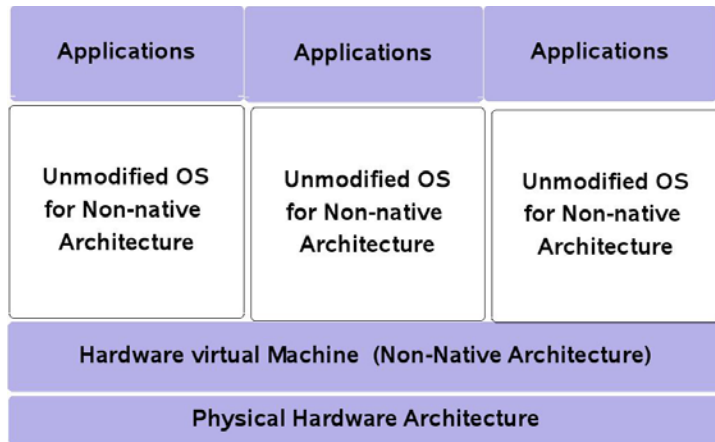 Applications
Applications
Applications
Unmodified OS
for Non-native
Architecture
Unmodified OS
for Non-native
Architecture
Unmodified OS
for Non-native
Architecture
Hardware virtual Machine (Non-Native Architecture)
Physical Hardware Architecture